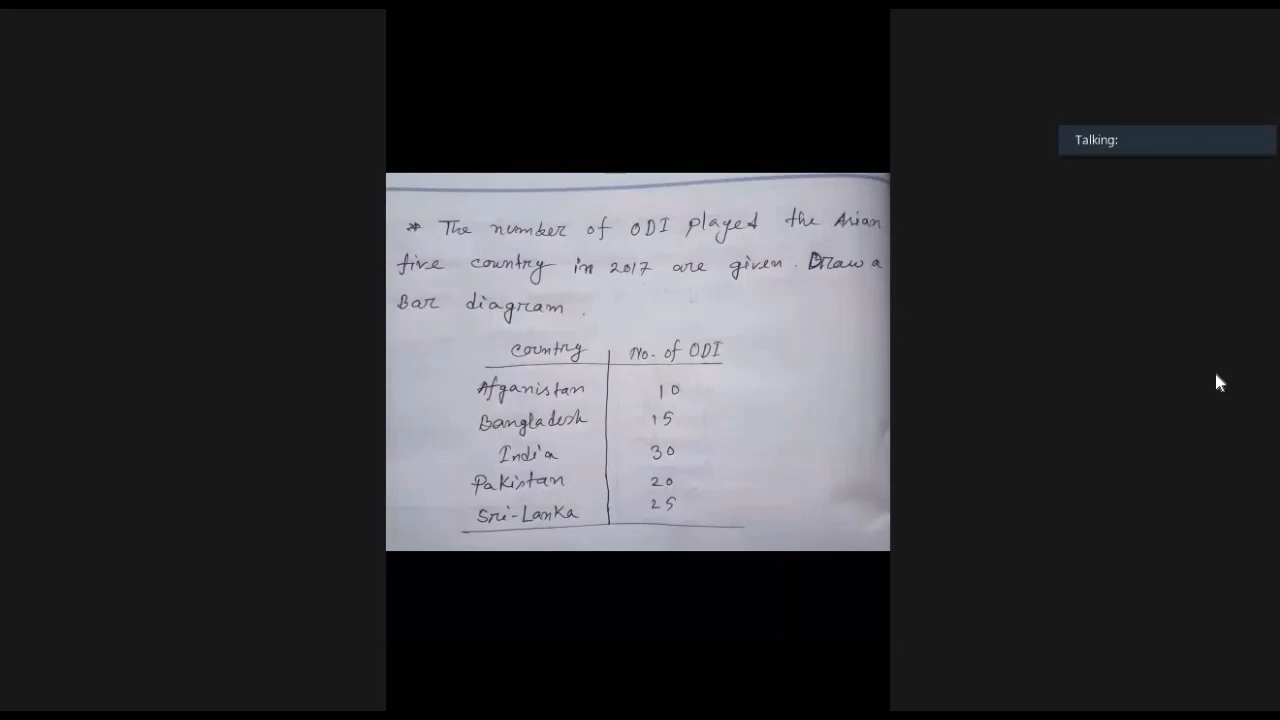 Talking:
* The number of ODI played the Asian
five country in 2017 are given. Draw a
Bar diagram.
Country No. of ODI
Afganistan 10
Bangladesh 15
India 30
Pakistan 20
Sri-Lanka 25